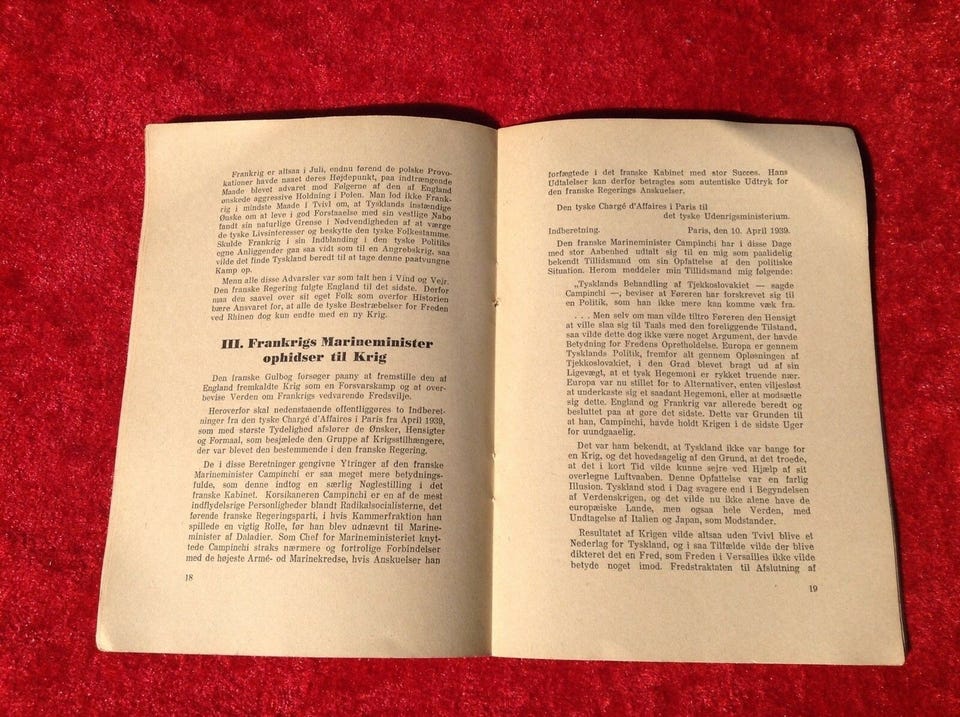 Frankrig er altsaa i Juli, endnu førend de polske Provo-
kationer havde naaet deres Højdepunkt, paa indtrængende
Maade blevet advaret mod Følgerne af den af England
ønskede aggressive Holdning i Polen. Man lod ikke Frank-
rig i mindste Maade i Tvivl om, at Tysklands instændige
Ønske om at leve i god Forstaaelse med sin vestlige Nabo
fandt sin naturlige Grense i Nødvendigheden af at værge
de tyske Livsinteresser og beskytte den tyske Folkestamme.
Skulde Frankrig i sin Indblanding i den tyske Politiks
egne Anliggender gaa saa vidt som til en Angrebskrig, saa
vilde det finde Tyskland beredt til at tage denne paatvungne
Kamp op.
Menn alle disse Advarsler var som talt hen i Vind og Vejr.
Den franske Regering fulgte England til det sidste. Derfor
maa den saavel over sit eget Folk som overfor Historien
bære Ansvaret for, at alle de tyske Bestræbelser for Freden
ved Rhinen dog kun endte med en ny Krig.
III. Frankrigs Marineminister
ophidser til Krig
Den franske Gulbog forsøger paany at fremstille den af
England fremkaldte Krig som en Forsvarskamp og at over-
bevise Verden om Frankrigs vedvarende Fredsvilje.
Heroverfor skal nedenstaaende offentliggøres to Indberet-
ninger fra den tyske Chargé d'Affaires i Paris fra April 1939,
som med største Tydelighed afslører de Ønsker, Hensigter
og Formaal, som besjælede den Gruppe af Krigsstilhængere,
der var blevet den bestemmende i den franske Regering.
De i disse Beretninger gengivne Ytringer af den franske
Marineminister Campinchi er saa meget mere betydnings-
fulde, som denne indtog en særlig Nøglestilling i det
franske Kabinet. Korsikaneren Campinchi er en af de mest
indflydelsrige Personligheder blandt Radikalsocialisterne, det
førende franske Regeringsparti, i hvis Kammerfraktion han
spillede en vigtig Rolle, før han blev udnævnt til Marine-
minister af Daladier. Som Chef for Marineministeriet knyt-
tede Campinchi straks nærmere og fortrolige Forbindelser
med de højeste Armé- od Marinekredse, hvis Anskuelser han
18
forfægtede i det franske Kabinet med stor Succes. Hans
Udtalelser kan derfor betragtes som autentiske Udtryk for
den franske Regerings Anskuelser.
Den tyske Chargé d'Affaires i Paris til
det tyske Udenrigsministerium.
Indberetning. Paris, den 10. April 1939.
Den franske Marineminister Campinchi har i disse Dage
med stor Aabenhed udtalt sig til en mig som paalidelig
bekendt Tillidsmand om sin Opfattelse af den politiske
Situation. Herom meddeler min Tillidsmand mig følgende:
„Tysklands Behandling af Tjekkoslovakiet — sagde
Campinchi —, beviser at Føreren har forskrevet sig til
en Politik, som han ikke mere kan komme væk fra.
. . . Men selv om man vilde tiltro Føreren den Hensigt
at ville slaa sig til Taals med den foreliggende Tilstand,
saa vilde dette dog ikke være noget Argument, der havde
Betydning for Fredens Opretholdelse. Europa er gennem
Tysklands Politik, fremfor alt gennem Opløsningen af
Tjekkoslovakiet, i den Grad blevet bragt ud af sin
Ligevægt, at et tysk Hegemoni er rykket truende nær.
Europa var nu stillet for to Alternativer, enten viljesløst
at underkaste sig et saadant Hegemoni, eller at modsætte
sig dette. England og Frankrig var allerede beredt og
besluttet paa at gøre det sidste. Dette var Grunden til
at han, Campinchi, havde holdt Krigen i de sidste Uger
for uundgaaelig.
Det var ham bekendt, at Tyskland ikke var bange for
en Krig, og det hovedsagelig af den Grund, at det troede,
at det i kort Tid vilde kunne sejre ved Hjælp af sit
overlegne Luftvaaben. Denne Opfattelse var en farlig
Illusion. Tyskland stod i Dag svagere end i Begyndelsen
af Verdenskrigen, og det vilde nu ikke alene have de
europæiske Lande, men ogsaa hele Verden, med
Undtagelse af Italien og Japan, som Modstander.
Resultatet af Krigen vilde altsaa uden Tvivl blive et
Nederlag for Tyskland, og i saa Tilfælde vilde der blive
dikteret det en Fred, som Freden i Versailles ikke vilde
betyde noget imod. Fredstraktaten til Afslutning af
19